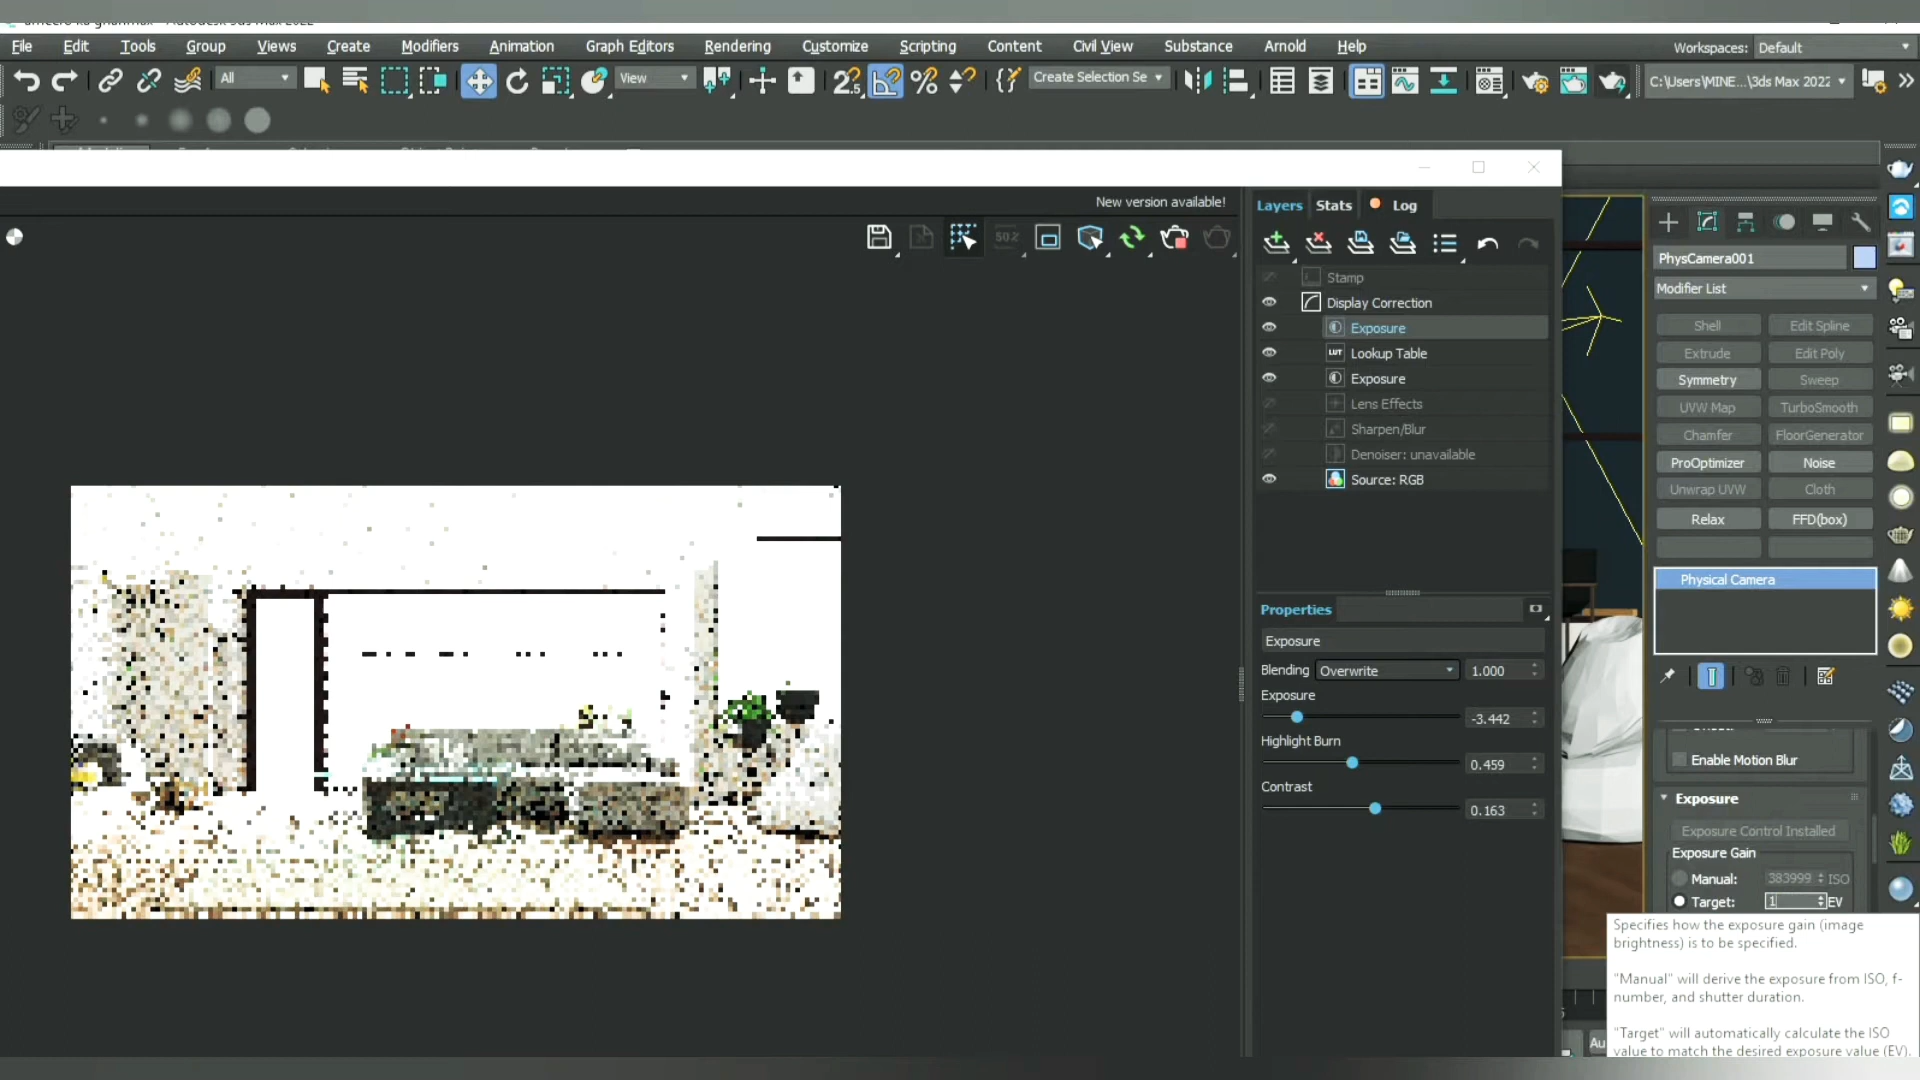 File Edit Tools Group Views Create Modifiers Animation Graph Editors Rendering Customize Scripting Content Civil View Substance Arnold Help
Workspaces: Default
All
View
Create Selection Se
C:\Users\MINE...\3ds Max 2022
New version available!
Layers Stats Log
Stamp
Display Correction
Exposure
Lookup Table
Exposure
Lens Effects
Sharpen/Blur
Denoiser: unavailable
Source: RGB
Properties
Exposure
Blending Overwrite 1.000
Exposure
-3.442
Highlight Burn
0.459
Contrast
0.163
PhysCamera001
Modifier List
Shell Edit Spline
Extrude Edit Poly
Symmetry Sweep
UVW Map TurboSmooth
Chamfer FloorGenerator
ProOptimizer Noise
Unwrap UVW Cloth
Relax FFD(box)
Physical Camera
Enable Motion Blur
Exposure
Exposure Control Installed
Exposure Gain
Manual: 383999 ISO
Target: 1 EV
Specifies how the exposure gain (image
brightness) is to be specified.
"Manual" will derive the exposure from ISO, f-
number, and shutter duration.
"Target" will automatically calculate the ISO
value to match the desired exposure value (EV).
Au